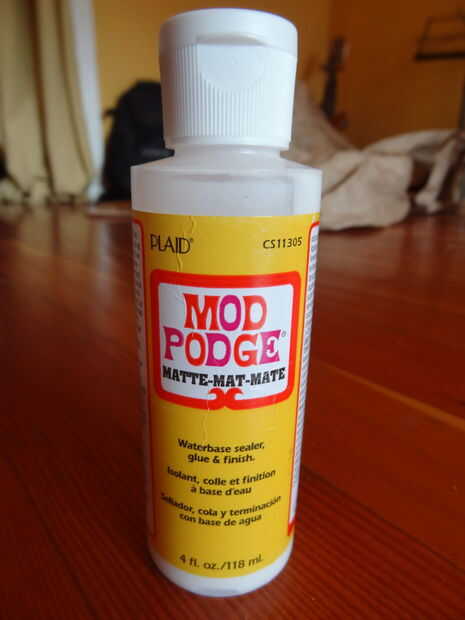 PLAID®
CS11305
MOD
PODGE®
MATTE-MAT-MATE
Waterbase sealer,
glue & finish.
Isolant, colle et finition
à base d'eau
Sellador, cola y terminación
con base de agua
4 fl. oz./118 ml.